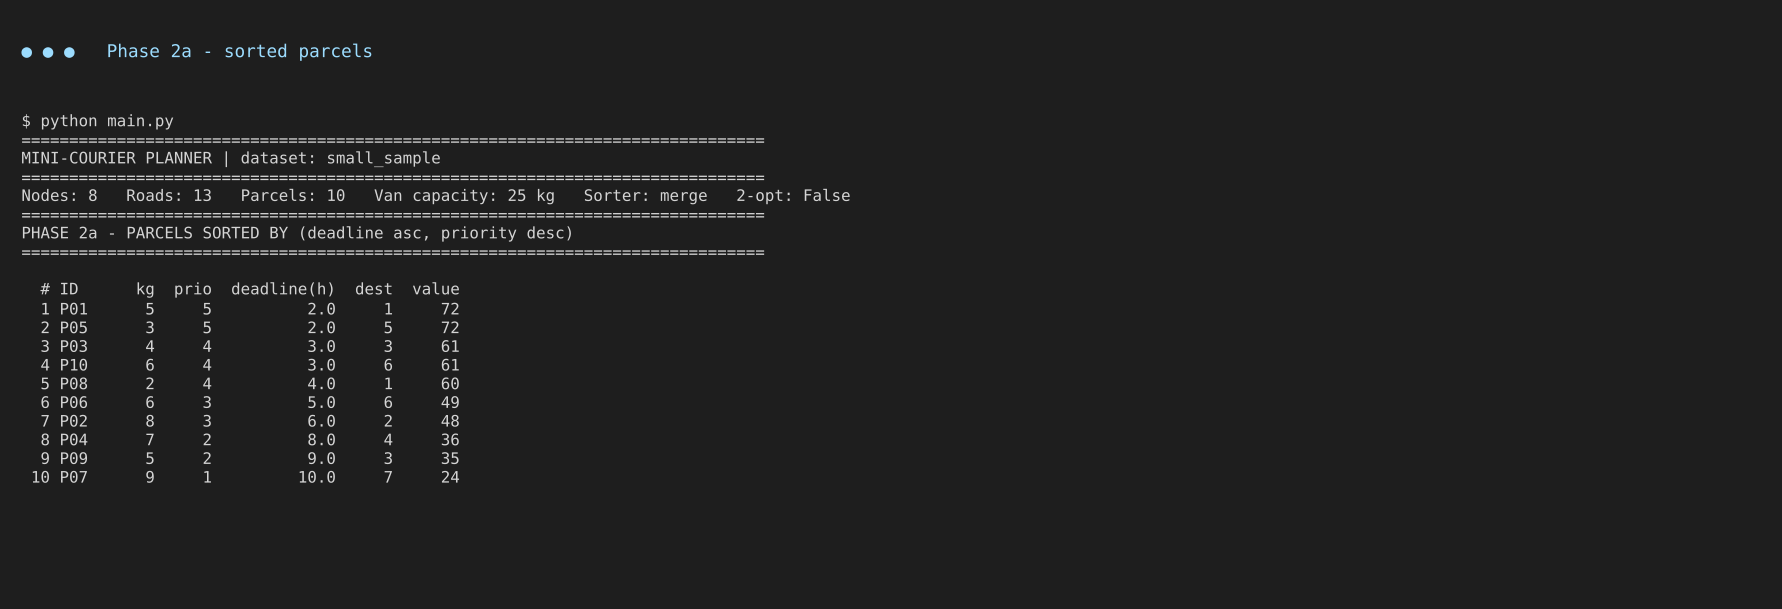 ● ● ●   Phase 2a - sorted parcels
$ python main.py
==============================================================================
MINI-COURIER PLANNER | dataset: small_sample
==============================================================================
Nodes: 8   Roads: 13   Parcels: 10   Van capacity: 25 kg   Sorter: merge   2-opt: False
==============================================================================
PHASE 2a - PARCELS SORTED BY (deadline asc, priority desc)
==============================================================================
  # ID      kg  prio  deadline(h)  dest  value
  1 P01      5     5          2.0     1     72
  2 P05      3     5          2.0     5     72
  3 P03      4     4          3.0     3     61
  4 P10      6     4          3.0     6     61
  5 P08      2     4          4.0     1     60
  6 P06      6     3          5.0     6     49
  7 P02      8     3          6.0     2     48
  8 P04      7     2          8.0     4     36
  9 P09      5     2          9.0     3     35
 10 P07      9     1         10.0     7     24